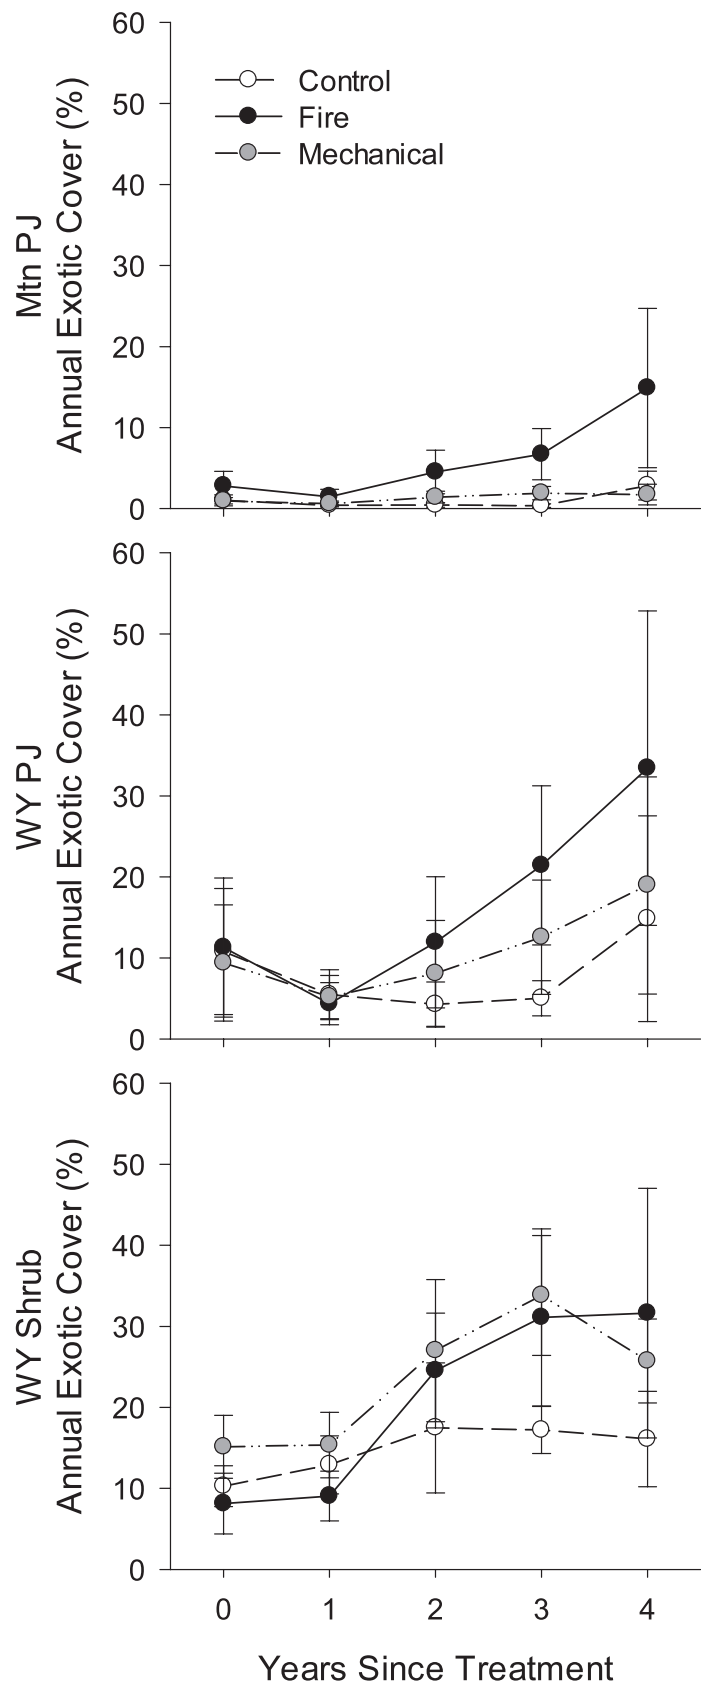 Mtn PJ
Annual Exotic Cover (%)
60
50
40
30
20
10
0
Control
Fire
Mechanical
WY PJ
Annual Exotic Cover (%)
60
50
40
30
20
10
0
WY Shrub
Annual Exotic Cover (%)
60
50
40
30
20
10
0
0 1 2 3 4
Years Since Treatment